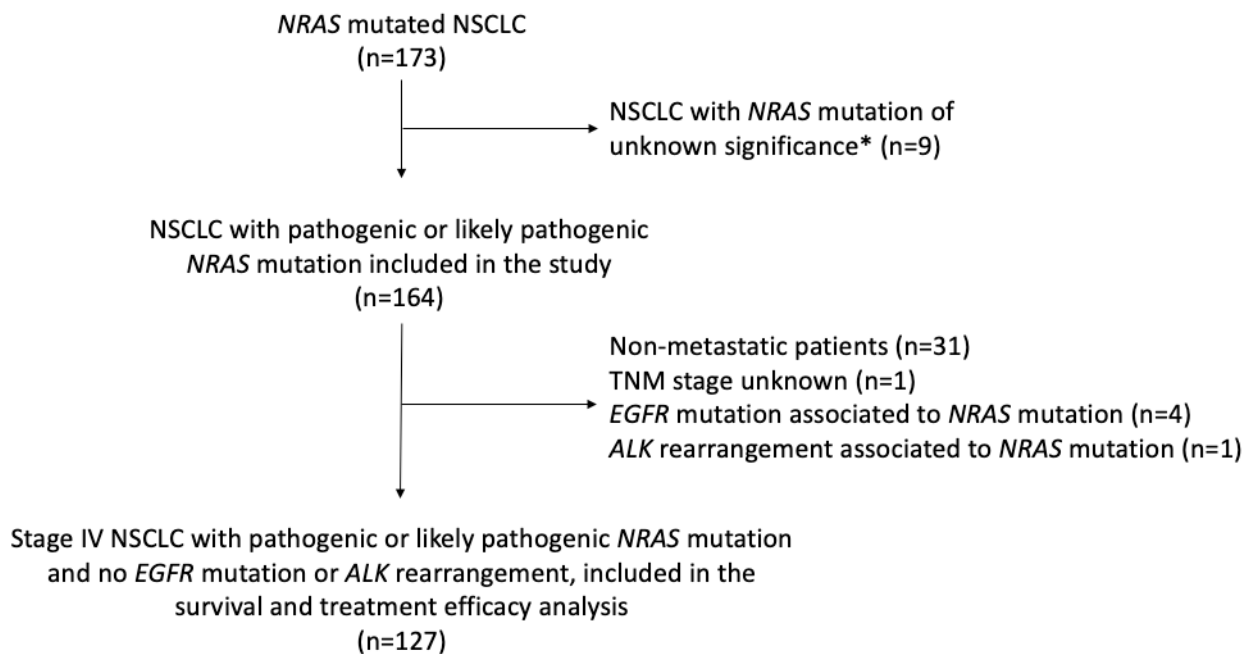 NRAS mutated NSCLC
(n=173)
NSCLC with NRAS mutation of
unknown significance* (n=9)
NSCLC with pathogenic or likely pathogenic
NRAS mutation included in the study
(n=164)
Non-metastatic patients (n=31)
TNM stage unknown (n=1)
EGFR mutation associated to NRAS mutation (n=4)
ALK rearrangement associated to NRAS mutation (n=1)
Stage IV NSCLC with pathogenic or likely pathogenic NRAS mutation
and no EGFR mutation or ALK rearrangement, included in the
survival and treatment efficacy analysis
(n=127)